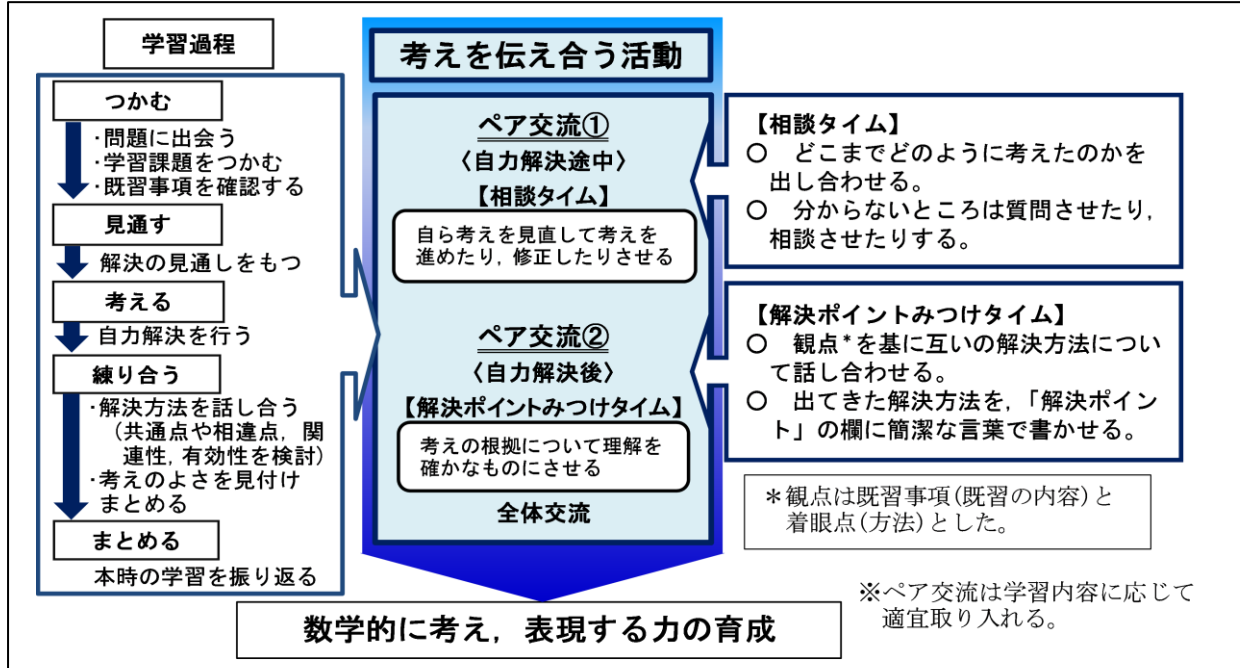 学習過程
つかむ
・問題に出会う
・学習課題をつかむ
・既習事項を確認する
見通す
解決の見通しをもつ
考える
自力解決を行う
練り合う
・解決方法を話し合う
(共通点や相違点，関
連性，有効性を検討)
・考えのよさを見付け
まとめる
まとめる
本時の学習を振り返る
考えを伝え合う活動
ペア交流①
〈自力解決途中〉
【相談タイム】
自ら考えを見直して考えを
進めたり，修正したりさせる
ペア交流②
〈自力解決後〉
【解決ポイントみつけタイム】
考えの根拠について理解を
確かなものにさせる
全体交流
【相談タイム】
○　どこまでどのように考えたのかを
出し合わせる。
○　分からないところは質問させたり，
相談させたりする。
【解決ポイントみつけタイム】
○　観点*を基に互いの解決方法につい
て話し合わせる。
○　出てきた解決方法を，「解決ポイン
ト」の欄に簡潔な言葉で書かせる。
＊観点は既習事項(既習の内容)と
着眼点(方法)とした。
※ペア交流は学習内容に応じて
適宜取り入れる。
数学的に考え，表現する力の育成